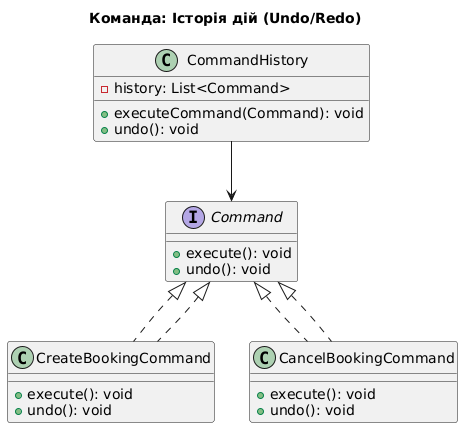 Команда: Історія дій (Undo/Redo)
C CommandHistory
history: List<Command>
executeCommand(Command): void
undo(): void
I Command
execute(): void
undo(): void
C CreateBookingCommand
execute(): void
undo(): void
C CancelBookingCommand
execute(): void
undo(): void